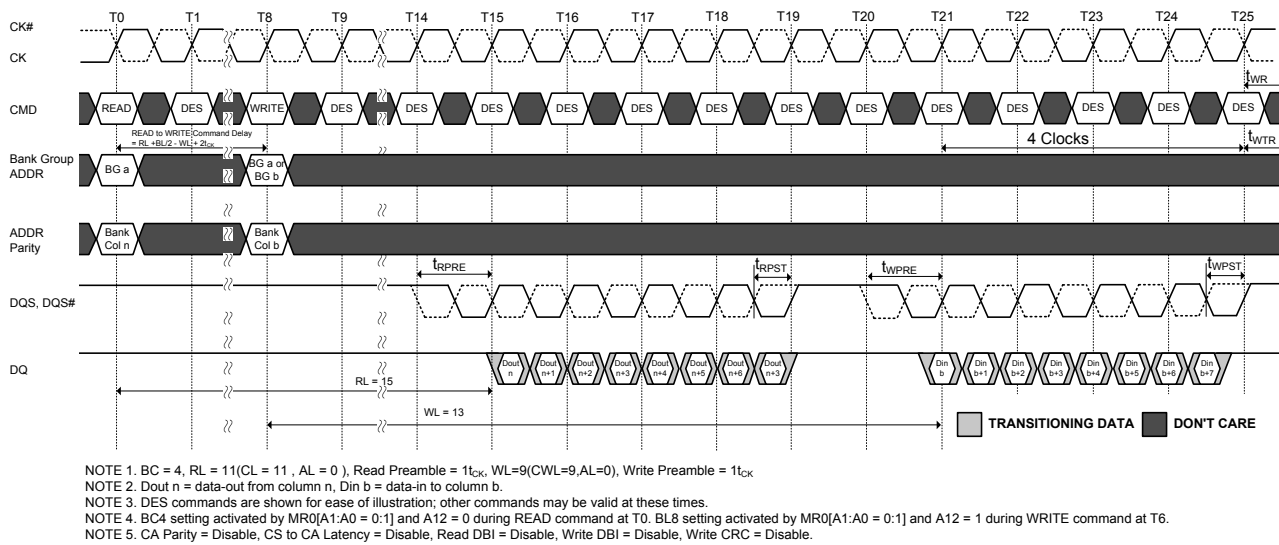 T0 T1 T8 T9 T14 T15 T16 T17 T18 T19 T20 T21 T22 T23 T24 T25
CK#
CK
tWR
CMD READ DES WRITE DES DES DES DES DES DES DES DES DES DES DES DES DES
READ to WRITE Command Delay
= RL +BL/2 - WL + 2tCK
4 Clocks
tWTR
Bank Group
ADDR
BG a
BG a or
BG b
ADDR
Parity
Bank
Col n
Bank
Col b
tRPRE
tRPST
tWPRE
tWPST
DQS, DQS#
DQ
Dout
n
Dout
n+1
Dout
n+2
Dout
n+3
Dout
n+4
Dout
n+5
Dout
n+6
Dout
n+3
Din
b
Din
b+1
Din
b+2
Din
b+3
Din
b+4
Din
b+5
Din
b+6
Din
b+7
RL = 15
WL = 13
TRANSITIONING DATA
DON'T CARE
NOTE 1. BC = 4, RL = 11(CL = 11 , AL = 0 ), Read Preamble = 1tCK, WL=9(CWL=9,AL=0), Write Preamble = 1tCK
NOTE 2. Dout n = data-out from column n, Din b = data-in to column b.
NOTE 3. DES commands are shown for ease of illustration; other commands may be valid at these times.
NOTE 4. BC4 setting activated by MR0[A1:A0 = 0:1] and A12 = 0 during READ command at T0. BL8 setting activated by MR0[A1:A0 = 0:1] and A12 = 1 during WRITE command at T6.
NOTE 5. CA Parity = Disable, CS to CA Latency = Disable, Read DBI = Disable, Write DBI = Disable, Write CRC = Disable.